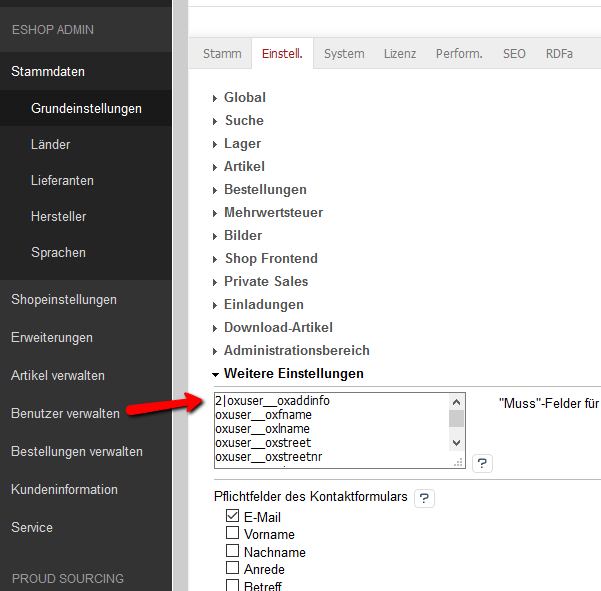 ESHOP ADMIN
Stammdaten
Grundeinstellungen
Länder
Lieferanten
Hersteller
Sprachen
Shopeinstellungen
Erweiterungen
Artikel verwalten
Benutzer verwalten
Bestellungen verwalten
Kundeninformation
Service
PROUD SOURCING
Stamm Einstell. System Lizenz Perform. SEO RDFa
Global
Suche
Lager
Artikel
Bestellungen
Mehrwertsteuer
Bilder
Shop Frontend
Private Sales
Einladungen
Download-Artikel
Administrationsbereich
Weitere Einstellungen
2|oxuser__oxaddinfo
oxuser__oxfname
oxuser__oxlname
oxuser__oxstreet
oxuser__oxstreetnr
?
"Muss"-Felder für
Pflichtfelder des Kontaktformulars ?
E-Mail
Vorname
Nachname
Anrede
Betreff